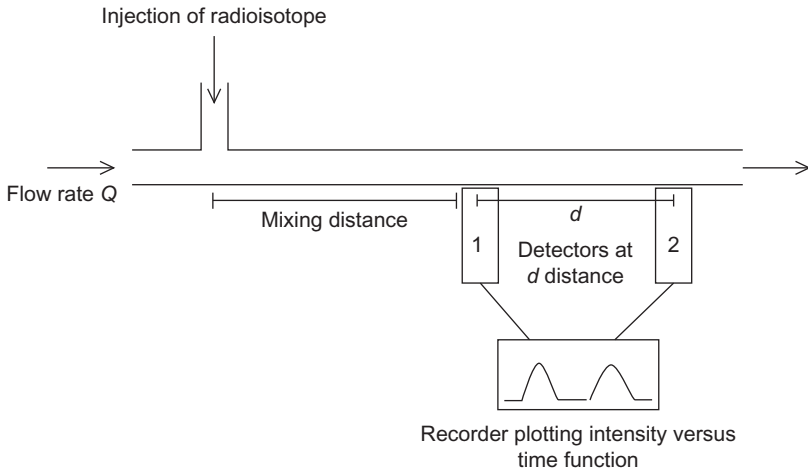 Injection of radioisotope
Flow rate Q
Mixing distance
d
1
Detectors at
d distance
2
Recorder plotting intensity versus
time function